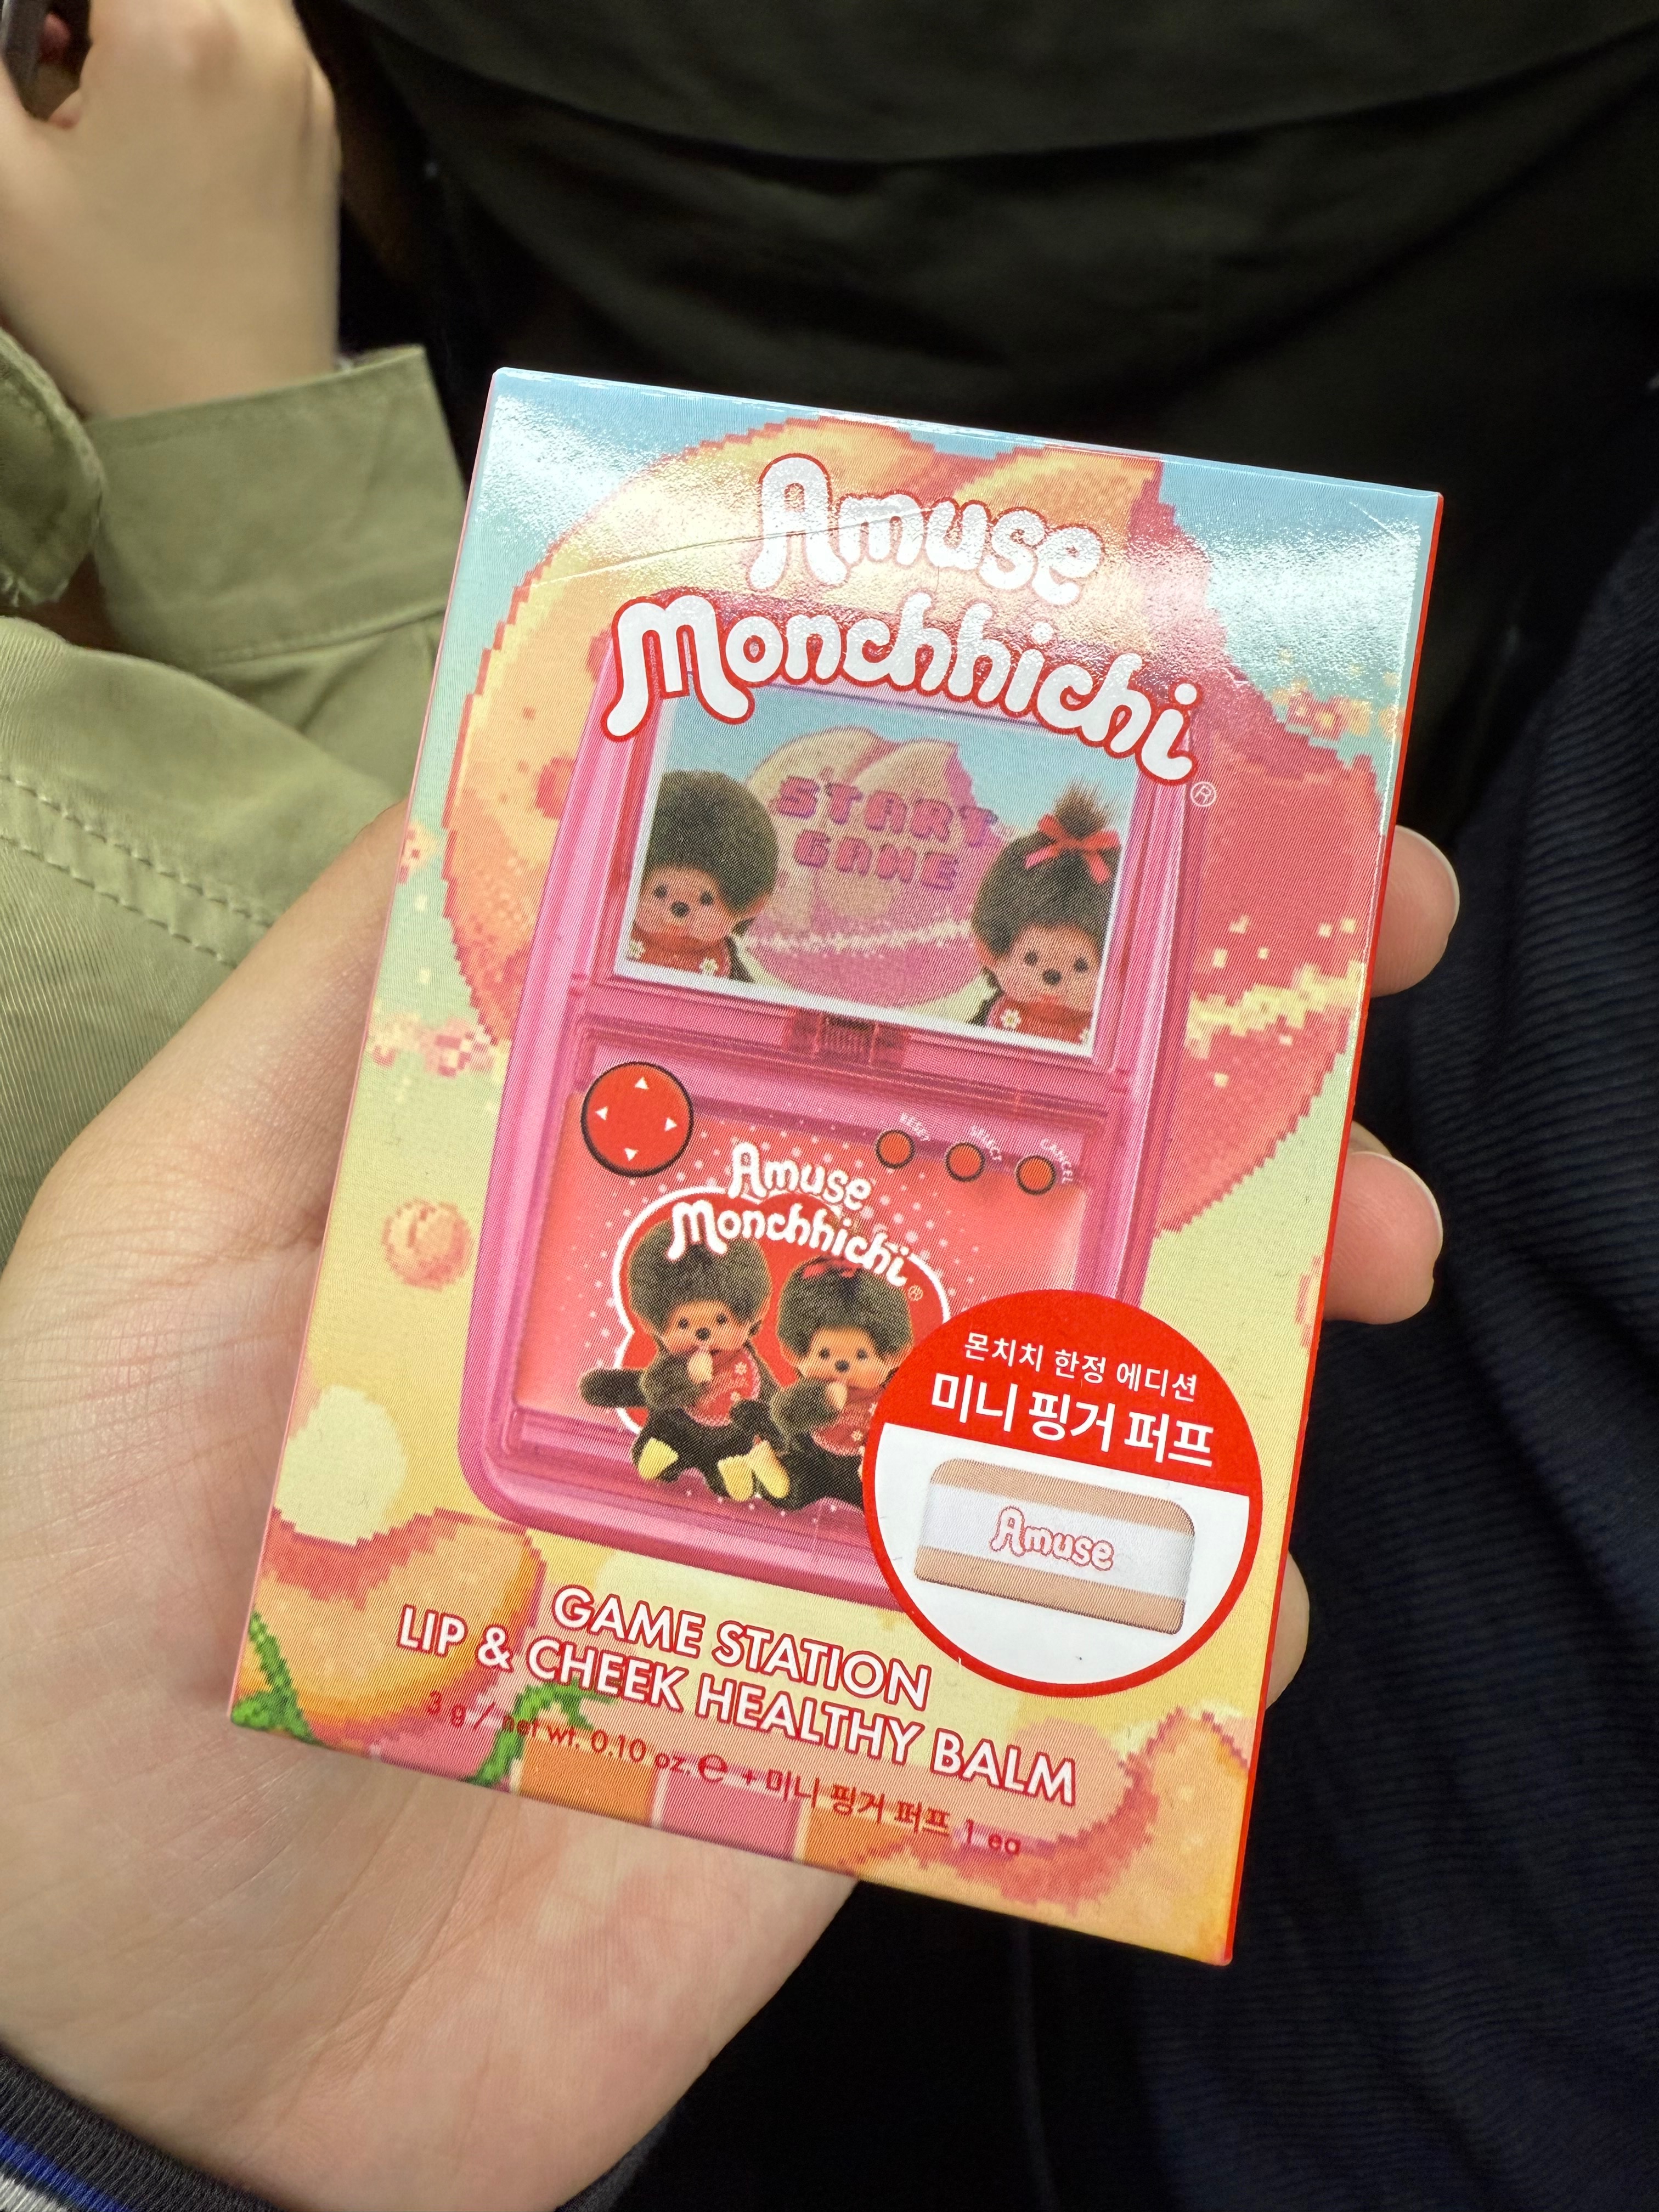 Amuse
Monchhichi®
START
GAME
RESET
SELECT
CANCEL
Amuse
Monchhichi®
몬치치 한정 에디션
미니 핑거 퍼프
Amuse
GAME STATION
LIP & CHEEK HEALTHY BALM
3 g / net wt. 0.10 oz. ℮ + 미니 핑거 퍼프 1 ea